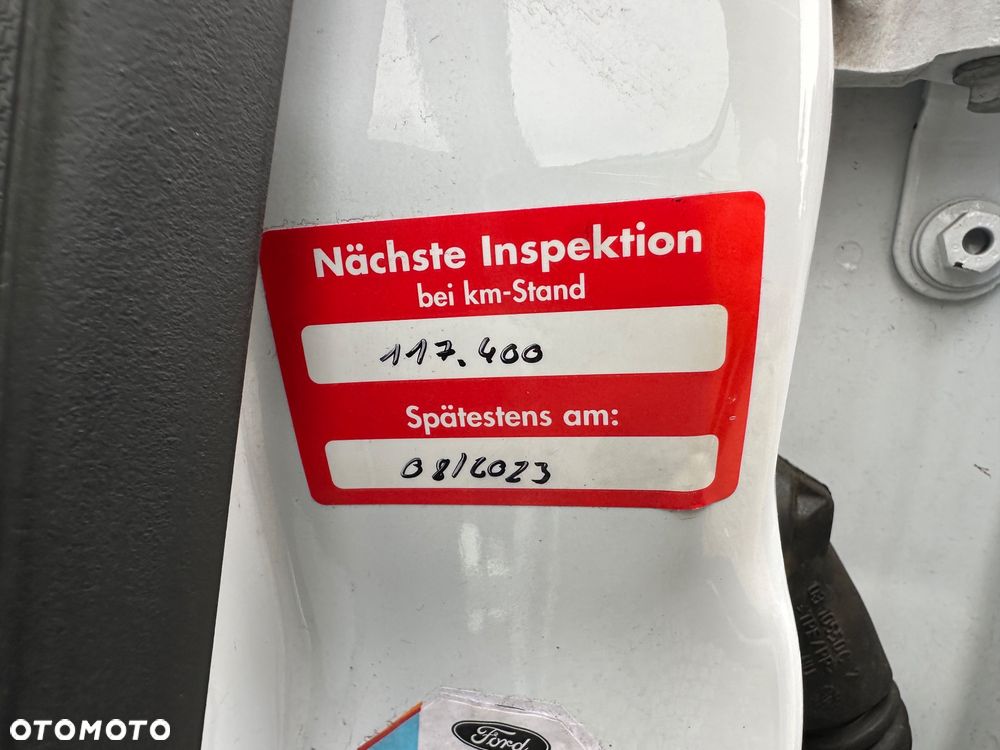 Nächste Inspektion
bei km-Stand
117.400
Spätestens am:
08/2023
Ford
OTOMOTO